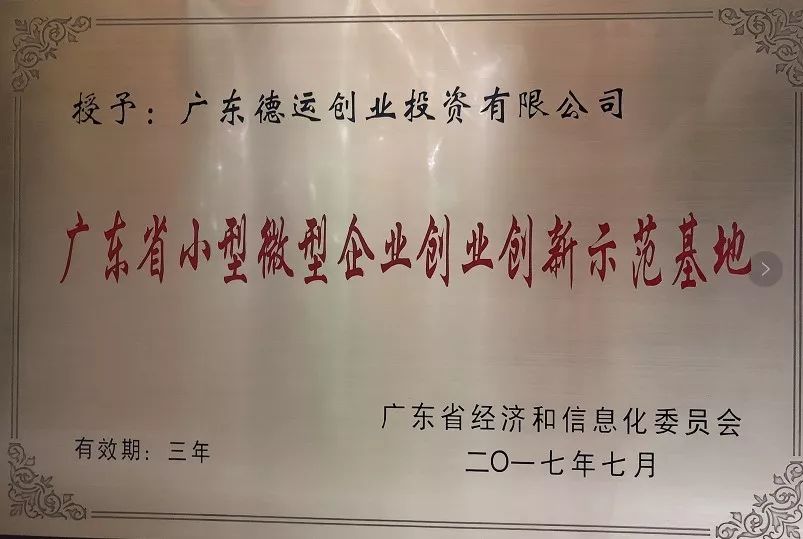 授予：广东德运创业投资有限公司
广东省小型微型企业创业创新示范基地
广东省经济和信息化委员会
有效期：三年
二〇一七年七月